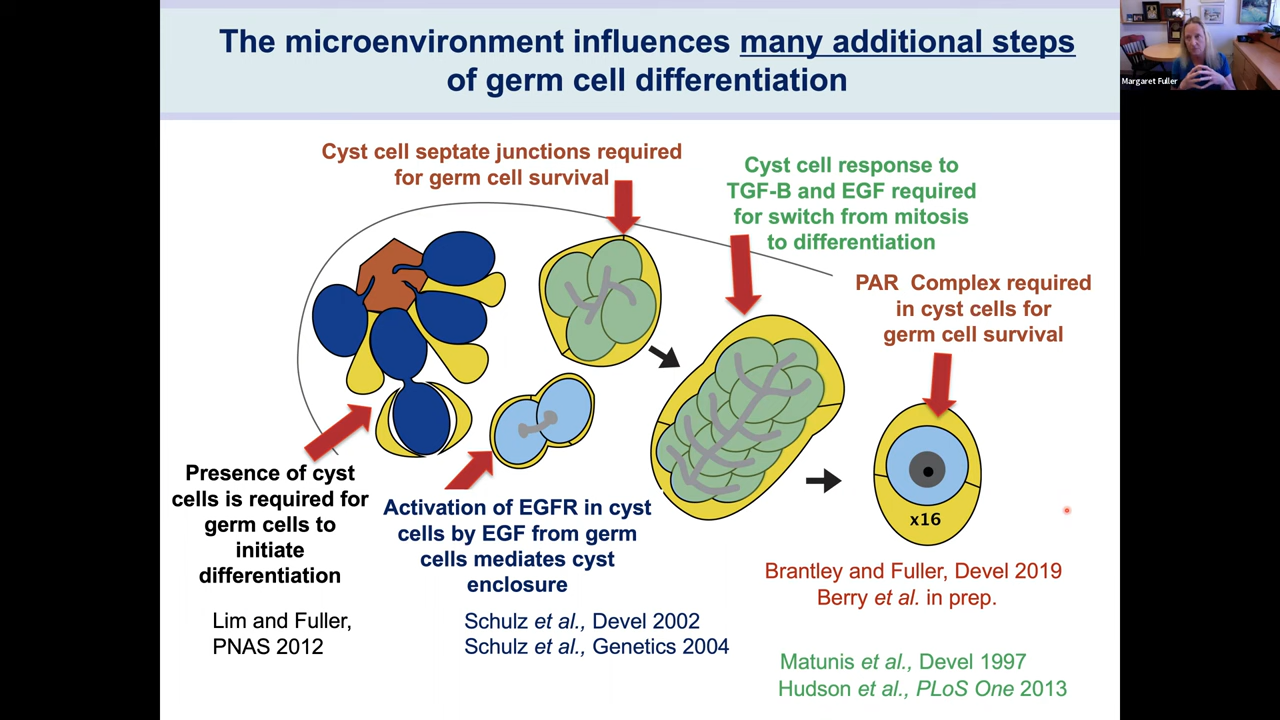 The microenvironment influences many additional steps
of germ cell differentiation
Margaret Fuller
Cyst cell septate junctions required
for germ cell survival
Cyst cell response to
TGF-B and EGF required
for switch from mitosis
to differentiation
PAR Complex required
in cyst cells for
germ cell survival
Presence of cyst
cells is required for
germ cells to
initiate
differentiation
Activation of EGFR in cyst
cells by EGF from germ
cells mediates cyst
enclosure
x16
Lim and Fuller,
PNAS 2012
Schulz et al., Devel 2002
Schulz et al., Genetics 2004
Brantley and Fuller, Devel 2019
Berry et al. in prep.
Matunis et al., Devel 1997
Hudson et al., PLoS One 2013